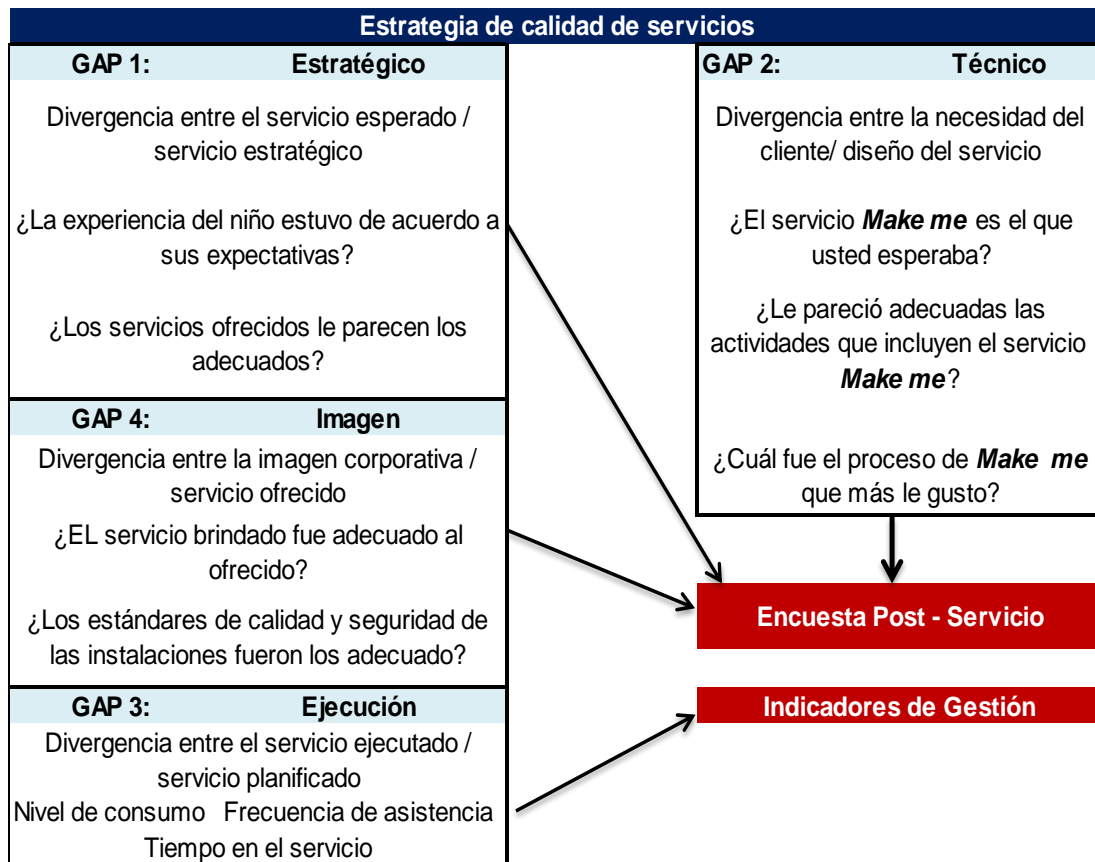 Estrategia de calidad de servicios
GAP 1: Estratégico
Divergencia entre el servicio esperado /
servicio estratégico
¿La experiencia del niño estuvo de acuerdo a
sus expectativas?
¿Los servicios ofrecidos le parecen los
adecuados?
GAP 2: Técnico
Divergencia entre la necesidad del
cliente/ diseño del servicio
¿El servicio Make me es el que
usted esperaba?
¿Le pareció adecuadas las
actividades que incluyen el servicio
Make me?
¿Cuál fue el proceso de Make me
que más le gusto?
GAP 4: Imagen
Divergencia entre la imagen corporativa /
servicio ofrecido
¿EL servicio brindado fue adecuado al
ofrecido?
¿Los estándares de calidad y seguridad de
las instalaciones fueron los adecuado?
Encuesta Post - Servicio
GAP 3: Ejecución
Divergencia entre el servicio ejecutado /
servicio planificado
Nivel de consumo Frecuencia de asistencia
Tiempo en el servicio
Indicadores de Gestión